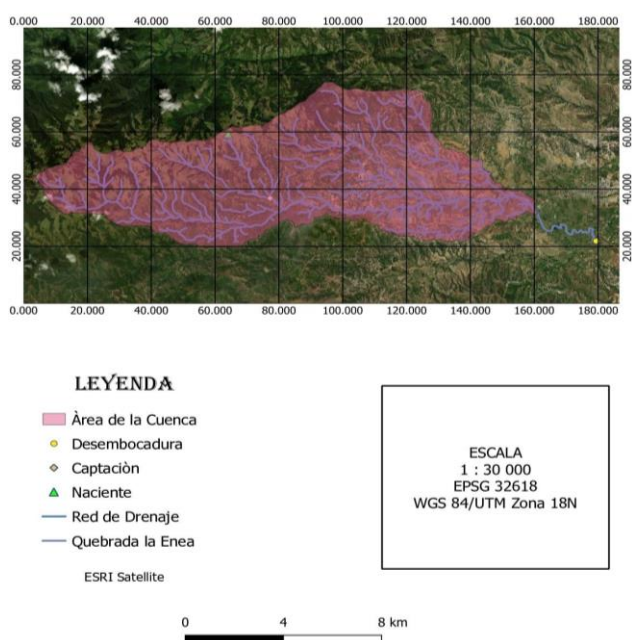 0.000 20.000 40.000 60.000 80.000 100.000 120.000 140.000 160.000 180.000
80.000 80.000
60.000 60.000
40.000 40.000
20.000 20.000
0.000 20.000 40.000 60.000 80.000 100.000 120.000 140.000 160.000 180.000
LEYENDA
Àrea de la Cuenca
Desembocadura
Captaciòn
Naciente
Red de Drenaje
Quebrada la Enea
ESRI Satellite
ESCALA
1 : 30 000
EPSG 32618
WGS 84/UTM Zona 18N
0 4 8 km